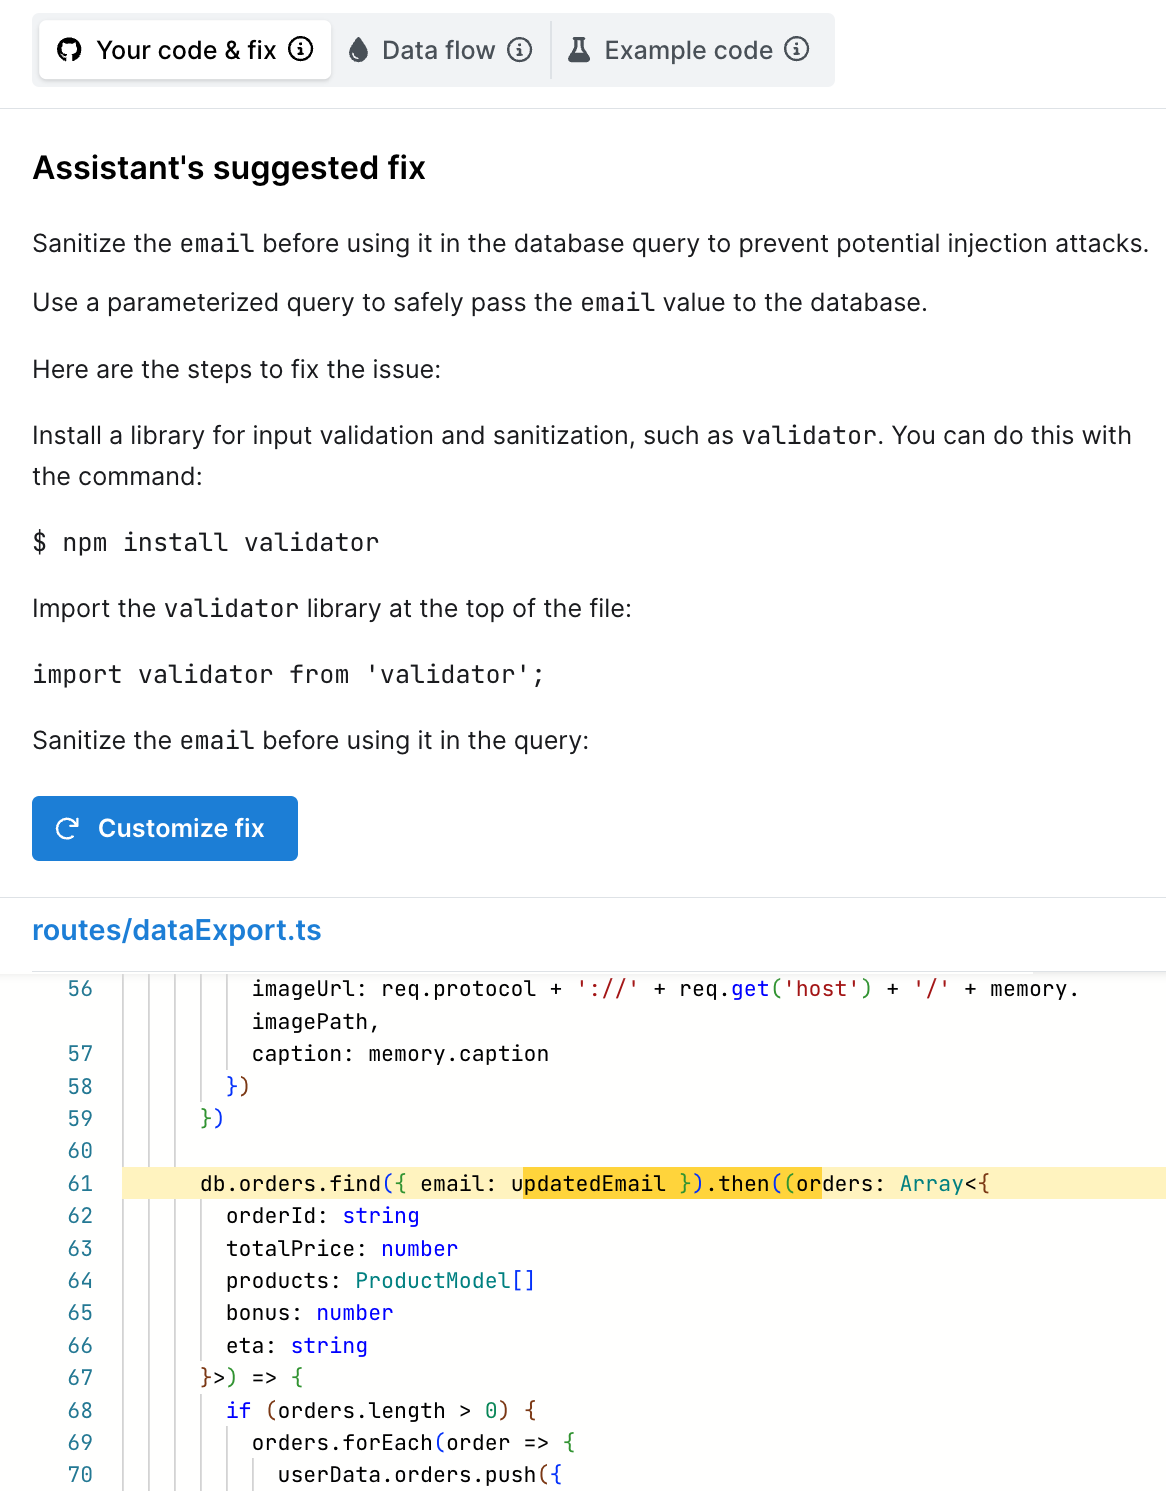 Your code & fix Data flow Example code
Assistant's suggested fix
Sanitize the email before using it in the database query to prevent potential injection attacks.
Use a parameterized query to safely pass the email value to the database.
Here are the steps to fix the issue:
Install a library for input validation and sanitization, such as validator. You can do this with
the command:
$ npm install validator
Import the validator library at the top of the file:
import validator from 'validator';
Sanitize the email before using it in the query:
Customize fix
routes/dataExport.ts
56 imageUrl: req.protocol + '://' + req.get('host') + '/' + memory.
imagePath,
57 caption: memory.caption
58 })
59 })
60
61 db.orders.find({ email: updatedEmail }).then((orders: Array<{
62 orderId: string
63 totalPrice: number
64 products: ProductModel[]
65 bonus: number
66 eta: string
67 }>) => {
68 if (orders.length > 0) {
69 orders.forEach(order => {
70 userData.orders.push({